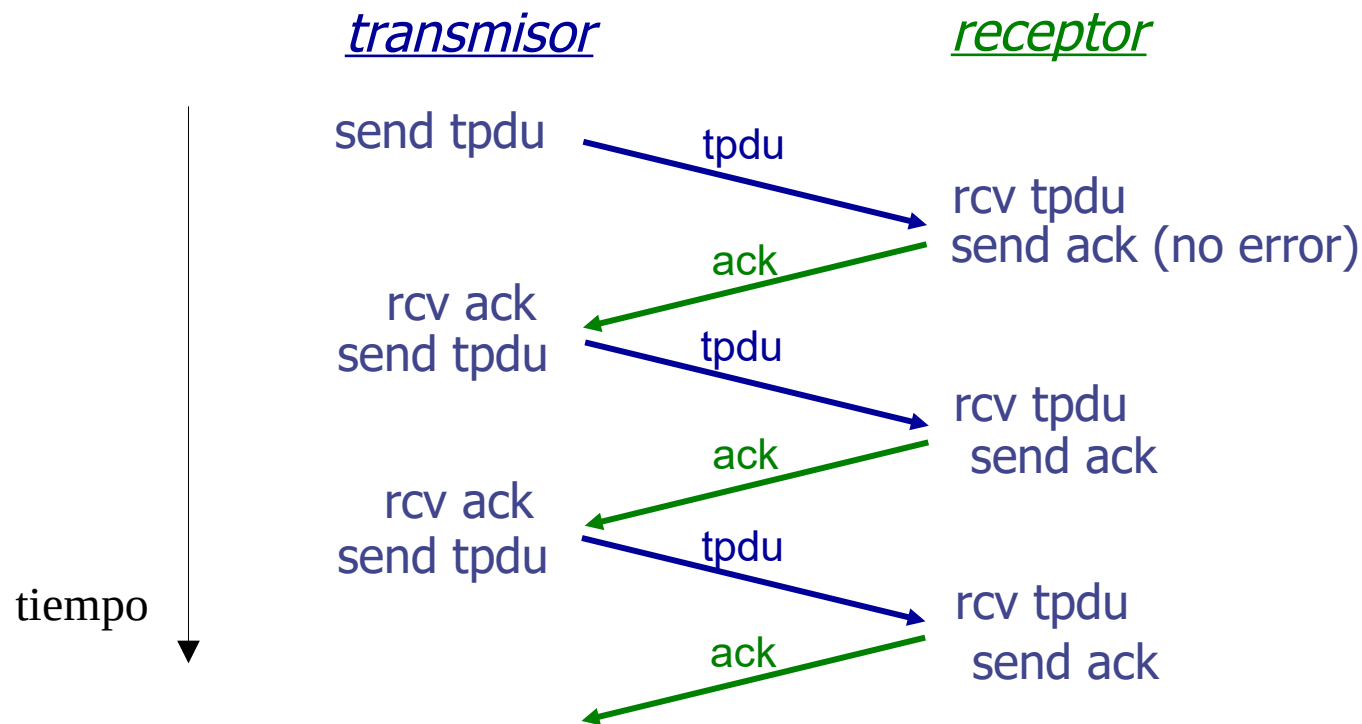 transmisor
receptor
send tpdu
tpdu
rcv tpdu
send ack (no error)
ack
rcv ack
send tpdu
tpdu
rcv tpdu
send ack
ack
rcv ack
send tpdu
tpdu
tiempo
rcv tpdu
send ack
ack